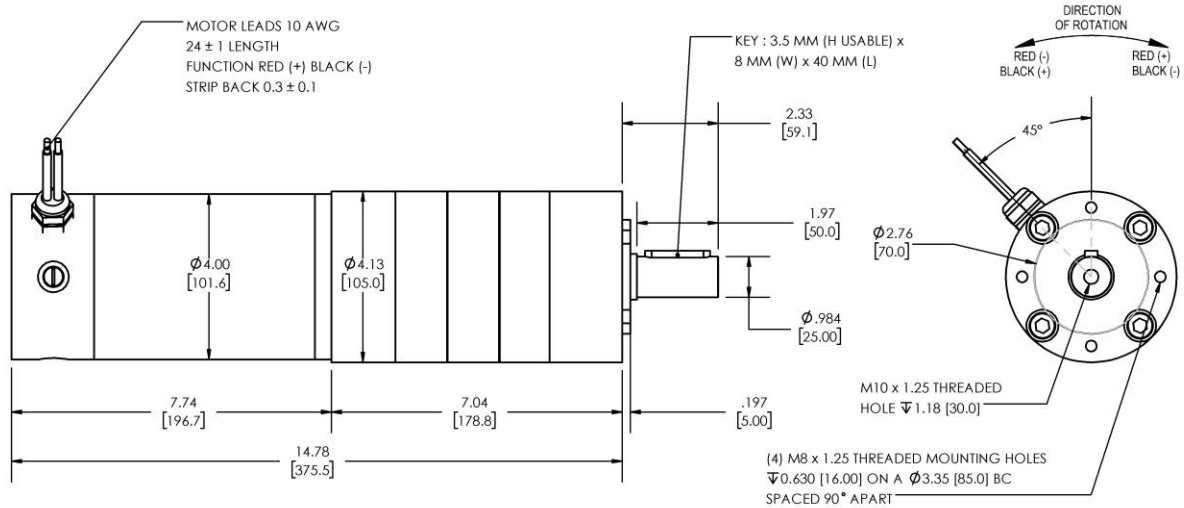 MOTOR LEADS 10 AWG
24 ± 1 LENGTH
FUNCTION RED (+) BLACK (-)
STRIP BACK 0.3 ± 0.1
KEY : 3.5 MM (H USABLE) x
8 MM (W) x 40 MM (L)
DIRECTION
OF ROTATION
RED (-)
BLACK (+)
RED (+)
BLACK (-)
2.33
[59.1]
45°
1.97
[50.0]
Ø2.76
[70.0]
Ø4.00
[101.6]
Ø4.13
[105.0]
Ø.984
[25.00]
M10 x 1.25 THREADED
HOLE ↧1.18 [30.0]
7.74
[196.7]
7.04
[178.8]
.197
[5.00]
14.78
[375.5]
(4) M8 x 1.25 THREADED MOUNTING HOLES
↧0.630 [16.00] ON A Ø3.35 [85.0] BC
SPACED 90° APART